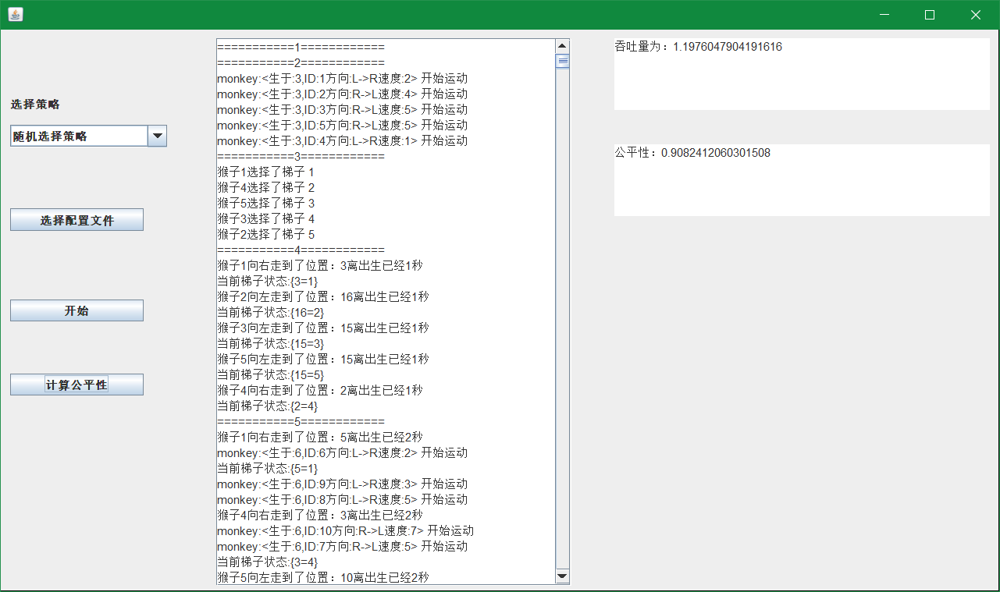 选择策略
随机选择策略
选择配置文件
开始
计算公平性
===========1============
===========2============
monkey:<生于:3,ID:1方向:L->R速度:2> 开始运动
monkey:<生于:3,ID:2方向:R->L速度:4> 开始运动
monkey:<生于:3,ID:3方向:R->L速度:5> 开始运动
monkey:<生于:3,ID:5方向:R->L速度:5> 开始运动
monkey:<生于:3,ID:4方向:L->R速度:1> 开始运动
===========3============
猴子1选择了梯子 1
猴子4选择了梯子 2
猴子5选择了梯子 3
猴子3选择了梯子 4
猴子2选择了梯子 5
===========4============
猴子1向右走到了位置：3离出生已经1秒
当前梯子状态:{3=1}
猴子2向左走到了位置：16离出生已经1秒
当前梯子状态:{16=2}
猴子3向左走到了位置：15离出生已经1秒
当前梯子状态:{15=3}
猴子5向左走到了位置：15离出生已经1秒
当前梯子状态:{15=5}
猴子4向右走到了位置：2离出生已经1秒
当前梯子状态:{2=4}
===========5============
猴子1向右走到了位置：5离出生已经2秒
monkey:<生于:6,ID:6方向:L->R速度:2> 开始运动
当前梯子状态:{5=1}
monkey:<生于:6,ID:9方向:L->R速度:3> 开始运动
monkey:<生于:6,ID:8方向:L->R速度:5> 开始运动
猴子4向右走到了位置：3离出生已经2秒
monkey:<生于:6,ID:10方向:R->L速度:7> 开始运动
monkey:<生于:6,ID:7方向:R->L速度:5> 开始运动
当前梯子状态:{3=4}
猴子5向左走到了位置：10离出生已经2秒
吞吐量为：1.1976047904191616
公平性：0.9082412060301508